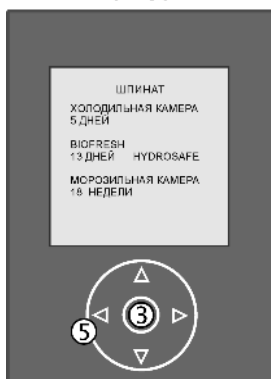 ШПИНАТ
ХОЛОДИЛЬНАЯ КАМЕРА
5 ДНЕЙ
BIOFRESH
13 ДНЕЙ HYDROSAFE
МОРОЗИЛЬНАЯ КАМЕРА
18 НЕДЕЛИ
3
5